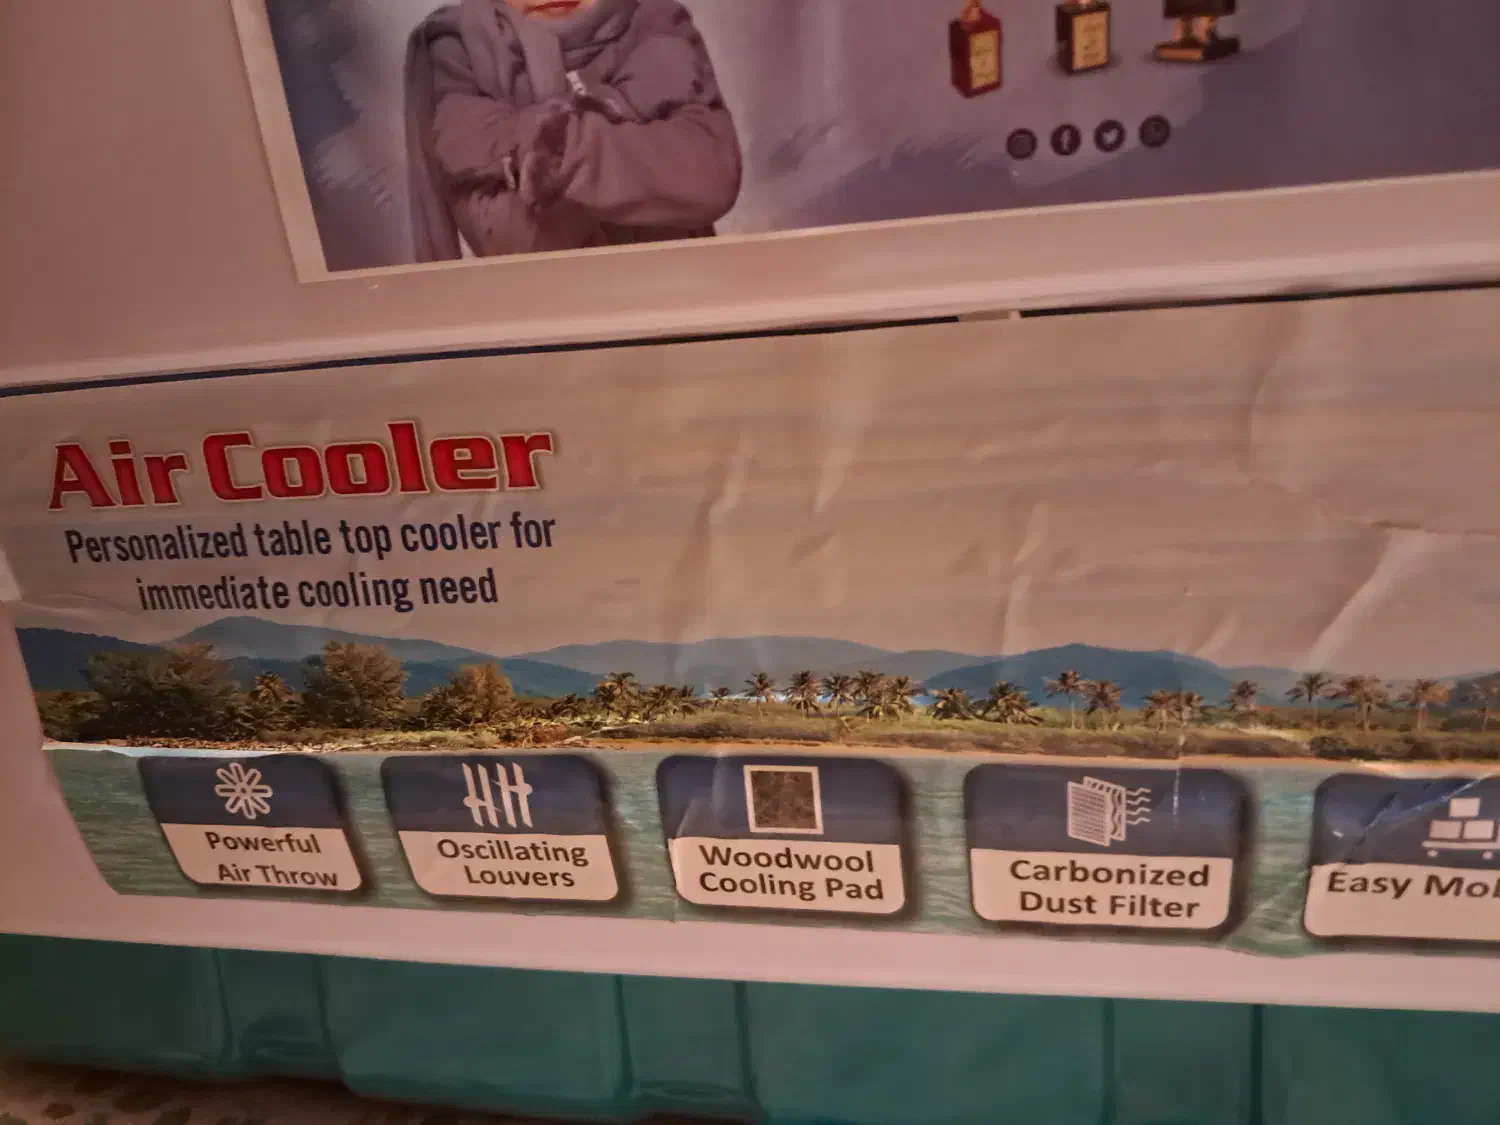 Air Cooler
Personalized table top cooler for
immediate cooling need
Powerful
Air Throw
Oscillating
Louvers
Woodwool
Cooling Pad
Carbonized
Dust Filter
Easy